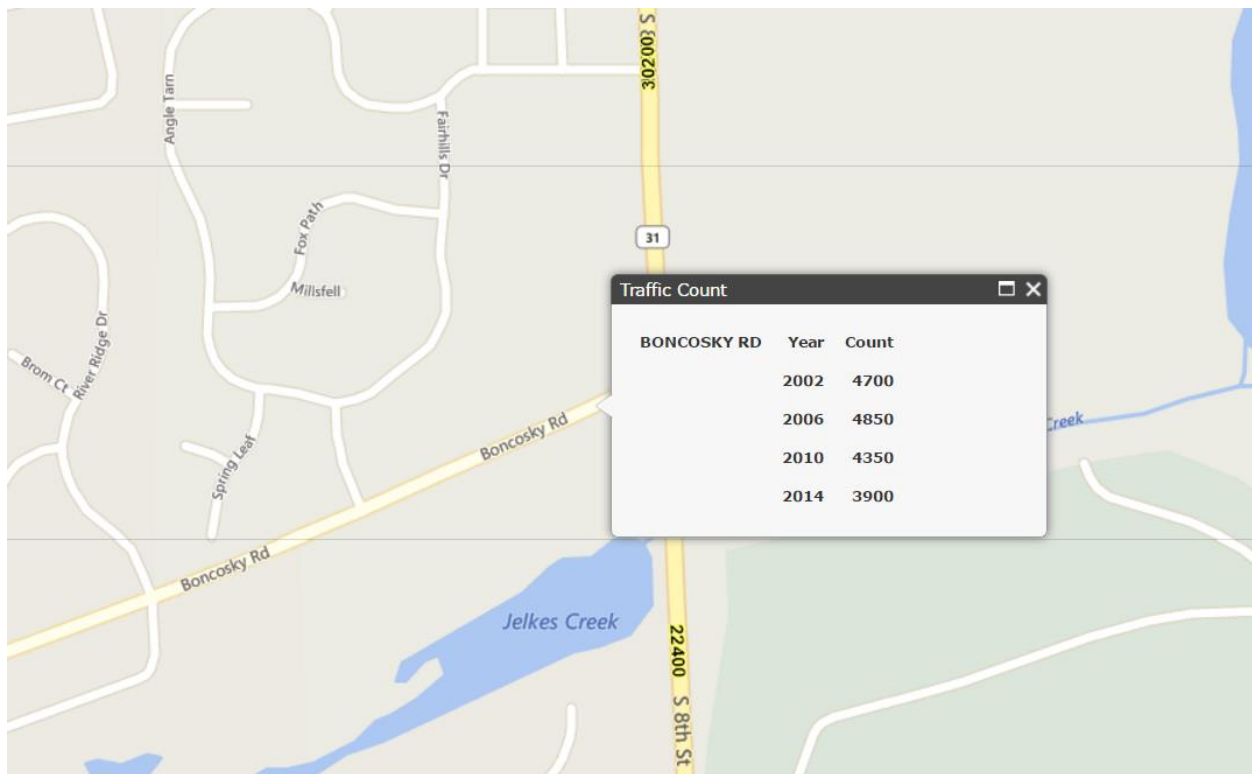 S 8
30200
Angle Tarn
Fairhills Dr
Fox Path
31
Millsfell
Traffic Count
BONCOSKY RD Year Count
2002 4700
2006 4850
2010 4350
2014 3900
River Ridge Dr
Brom Ct
Boncosky Rd
Creek
Spring Leaf
Boncosky Rd
Jelkes Creek
22400
S 8th St